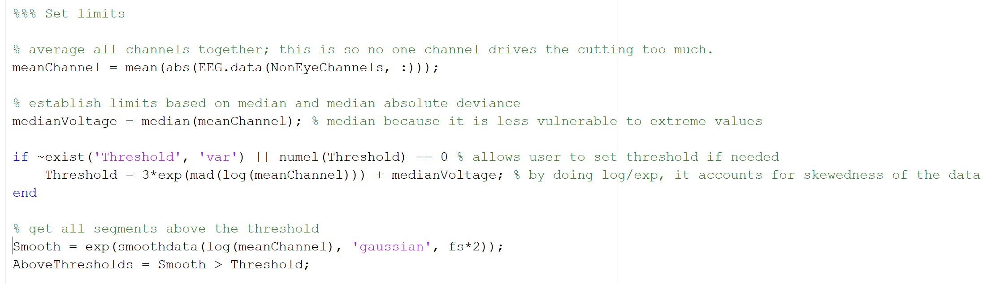 %%% Set limits
% average all channels together; this is so no one channel drives the cutting too much.
meanChannel = mean(abs(EEG.data(NonEyeChannels, :)));
% establish limits based on median and median absolute deviance
medianVoltage = median(meanChannel); % median because it is less vulnerable to extreme values
if ~exist('Threshold', 'var') || numel(Threshold) == 0 % allows user to set threshold if needed
    Threshold = 3*exp(mad(log(meanChannel))) + medianVoltage; % by doing log/exp, it accounts for skewedness of the data
end
% get all segments above the threshold
Smooth = exp(smoothdata(log(meanChannel), 'gaussian', fs*2));
AboveThresholds = Smooth > Threshold;